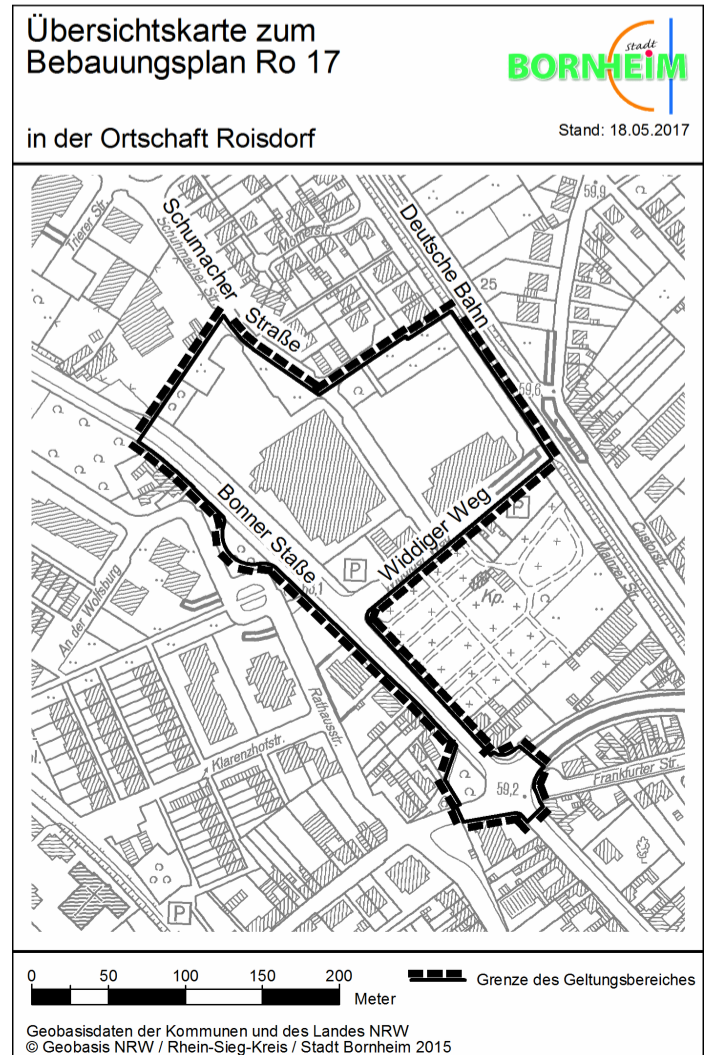 Übersichtskarte zum
Bebauungsplan Ro 17
in der Ortschaft Roisdorf
stadt
BORNHEIM
Stand: 18.05.2017
Trierer Str.
Schumacher Straße
Schumacher Str.
Deutsche Bahn
59,9
25
59,6
Bonner Staße
Widdiger Weg
P
P
Kp.
An der Wolfsburg
Rathausstr.
Klarenzhofstr.
Mainzer Str.
Frankfurter Str.
59,2
P
0 50 100 150 200
Meter
Grenze des Geltungsbereiches
Geobasisdaten der Kommunen und des Landes NRW
© Geobasis NRW / Rhein-Sieg-Kreis / Stadt Bornheim 2015